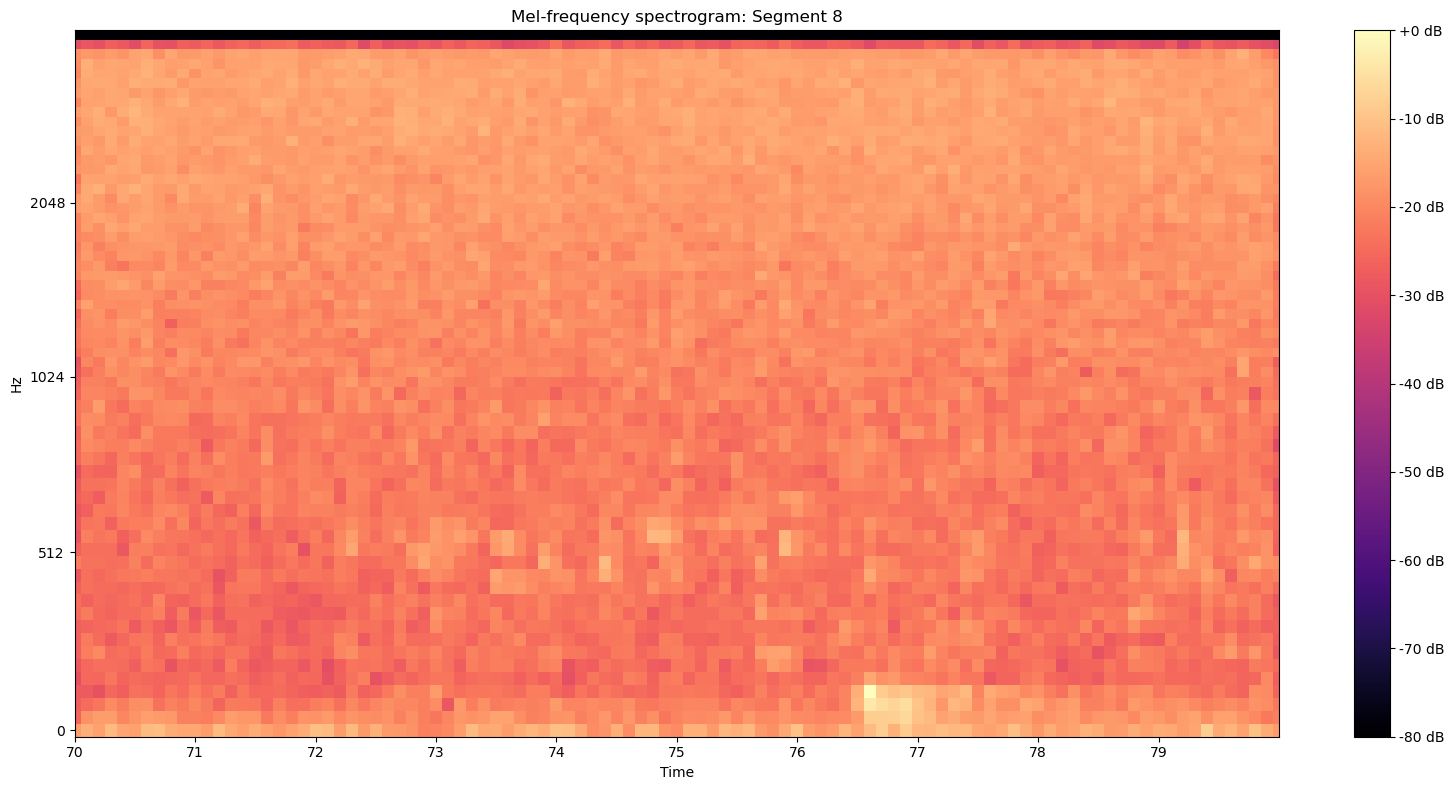 Mel-frequency spectrogram: Segment 8
Hz
2048
1024
512
0
70 71 72 73 74 75 76 77 78 79
Time
+0 dB
-10 dB
-20 dB
-30 dB
-40 dB
-50 dB
-60 dB
-70 dB
-80 dB